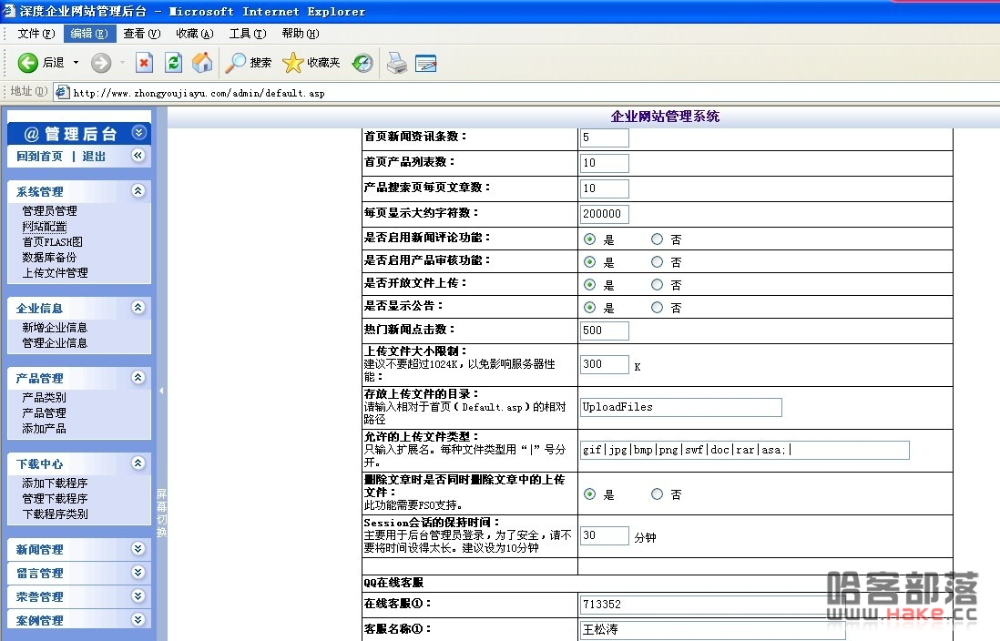 深度企业网站管理后台 - Microsoft Internet Explorer
文件(F) 编辑(E) 查看(V) 收藏(A) 工具(T) 帮助(H)
后退 搜索 收藏夹
地址(D) http://www.zhongyoujiayu.com/admin/default.asp
企业网站管理系统
@ 管理后台
回到首页 | 退出
系统管理
管理员管理
网站配置
首页FLASH图
数据库备份
上传文件管理
企业信息
新增企业信息
管理企业信息
产品管理
产品类别
产品管理
添加产品
下载中心
添加下载程序
管理下载程序
下载程序类别
新闻管理
留言管理
荣誉管理
案例管理
屏幕切换
首页新闻资讯条数： 5
首页产品列表数： 10
产品搜索页每页文章数： 10
每页显示大约字符数： 200000
是否启用新闻评论功能： 是 否
是否启用产品审核功能： 是 否
是否开放文件上传： 是 否
是否显示公告： 是 否
热门新闻点击数： 500
上传文件大小限制：
建议不要超过1024K，以免影响服务器性
能： 300 K
存放上传文件的目录：
请输入相对于首页（Default.asp）的相对
路径 UploadFiles
允许的上传文件类型：
只输入扩展名。每种文件类型用“|”号分
开。 gif|jpg|bmp|png|swf|doc|rar|asa;|
删除文章时是否同时删除文章中的上传
文件：
此功能需要FSO支持。 是 否
Session会话的保持时间：
主要用于后台管理员登录，为了安全，请不
要将时间设得太长。建议设为10分钟 30 分钟
QQ在线客服
在线客服①： 713352
客服名称①： 王松涛
哈客部落
www.Hake.cc